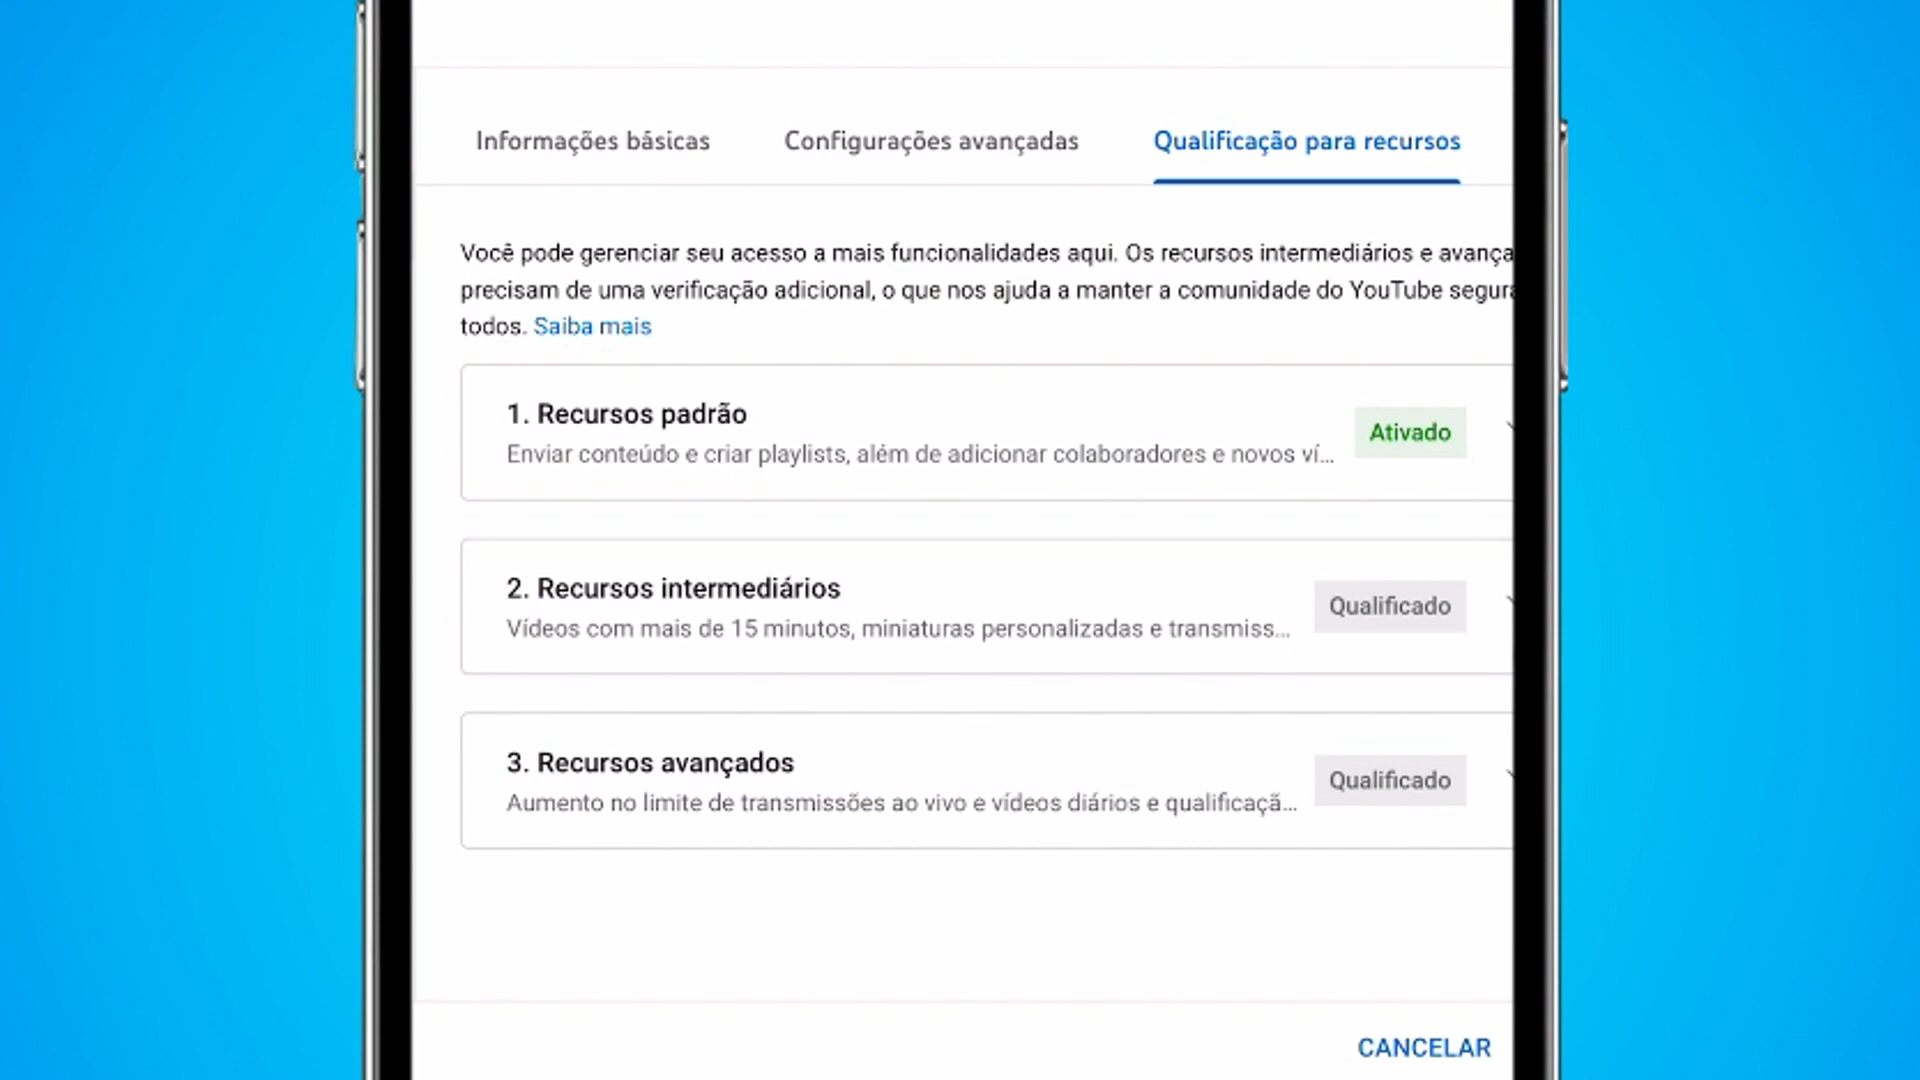 Informações básicas
Configurações avançadas
Qualificação para recursos
Você pode gerenciar seu acesso a mais funcionalidades aqui. Os recursos intermediários e avança
precisam de uma verificação adicional, o que nos ajuda a manter a comunidade do YouTube segura
todos. Saiba mais
1. Recursos padrão
Enviar conteúdo e criar playlists, além de adicionar colaboradores e novos ví...
Ativado
2. Recursos intermediários
Vídeos com mais de 15 minutos, miniaturas personalizadas e transmiss...
Qualificado
3. Recursos avançados
Aumento no limite de transmissões ao vivo e vídeos diários e qualificaçã...
Qualificado
CANCELAR